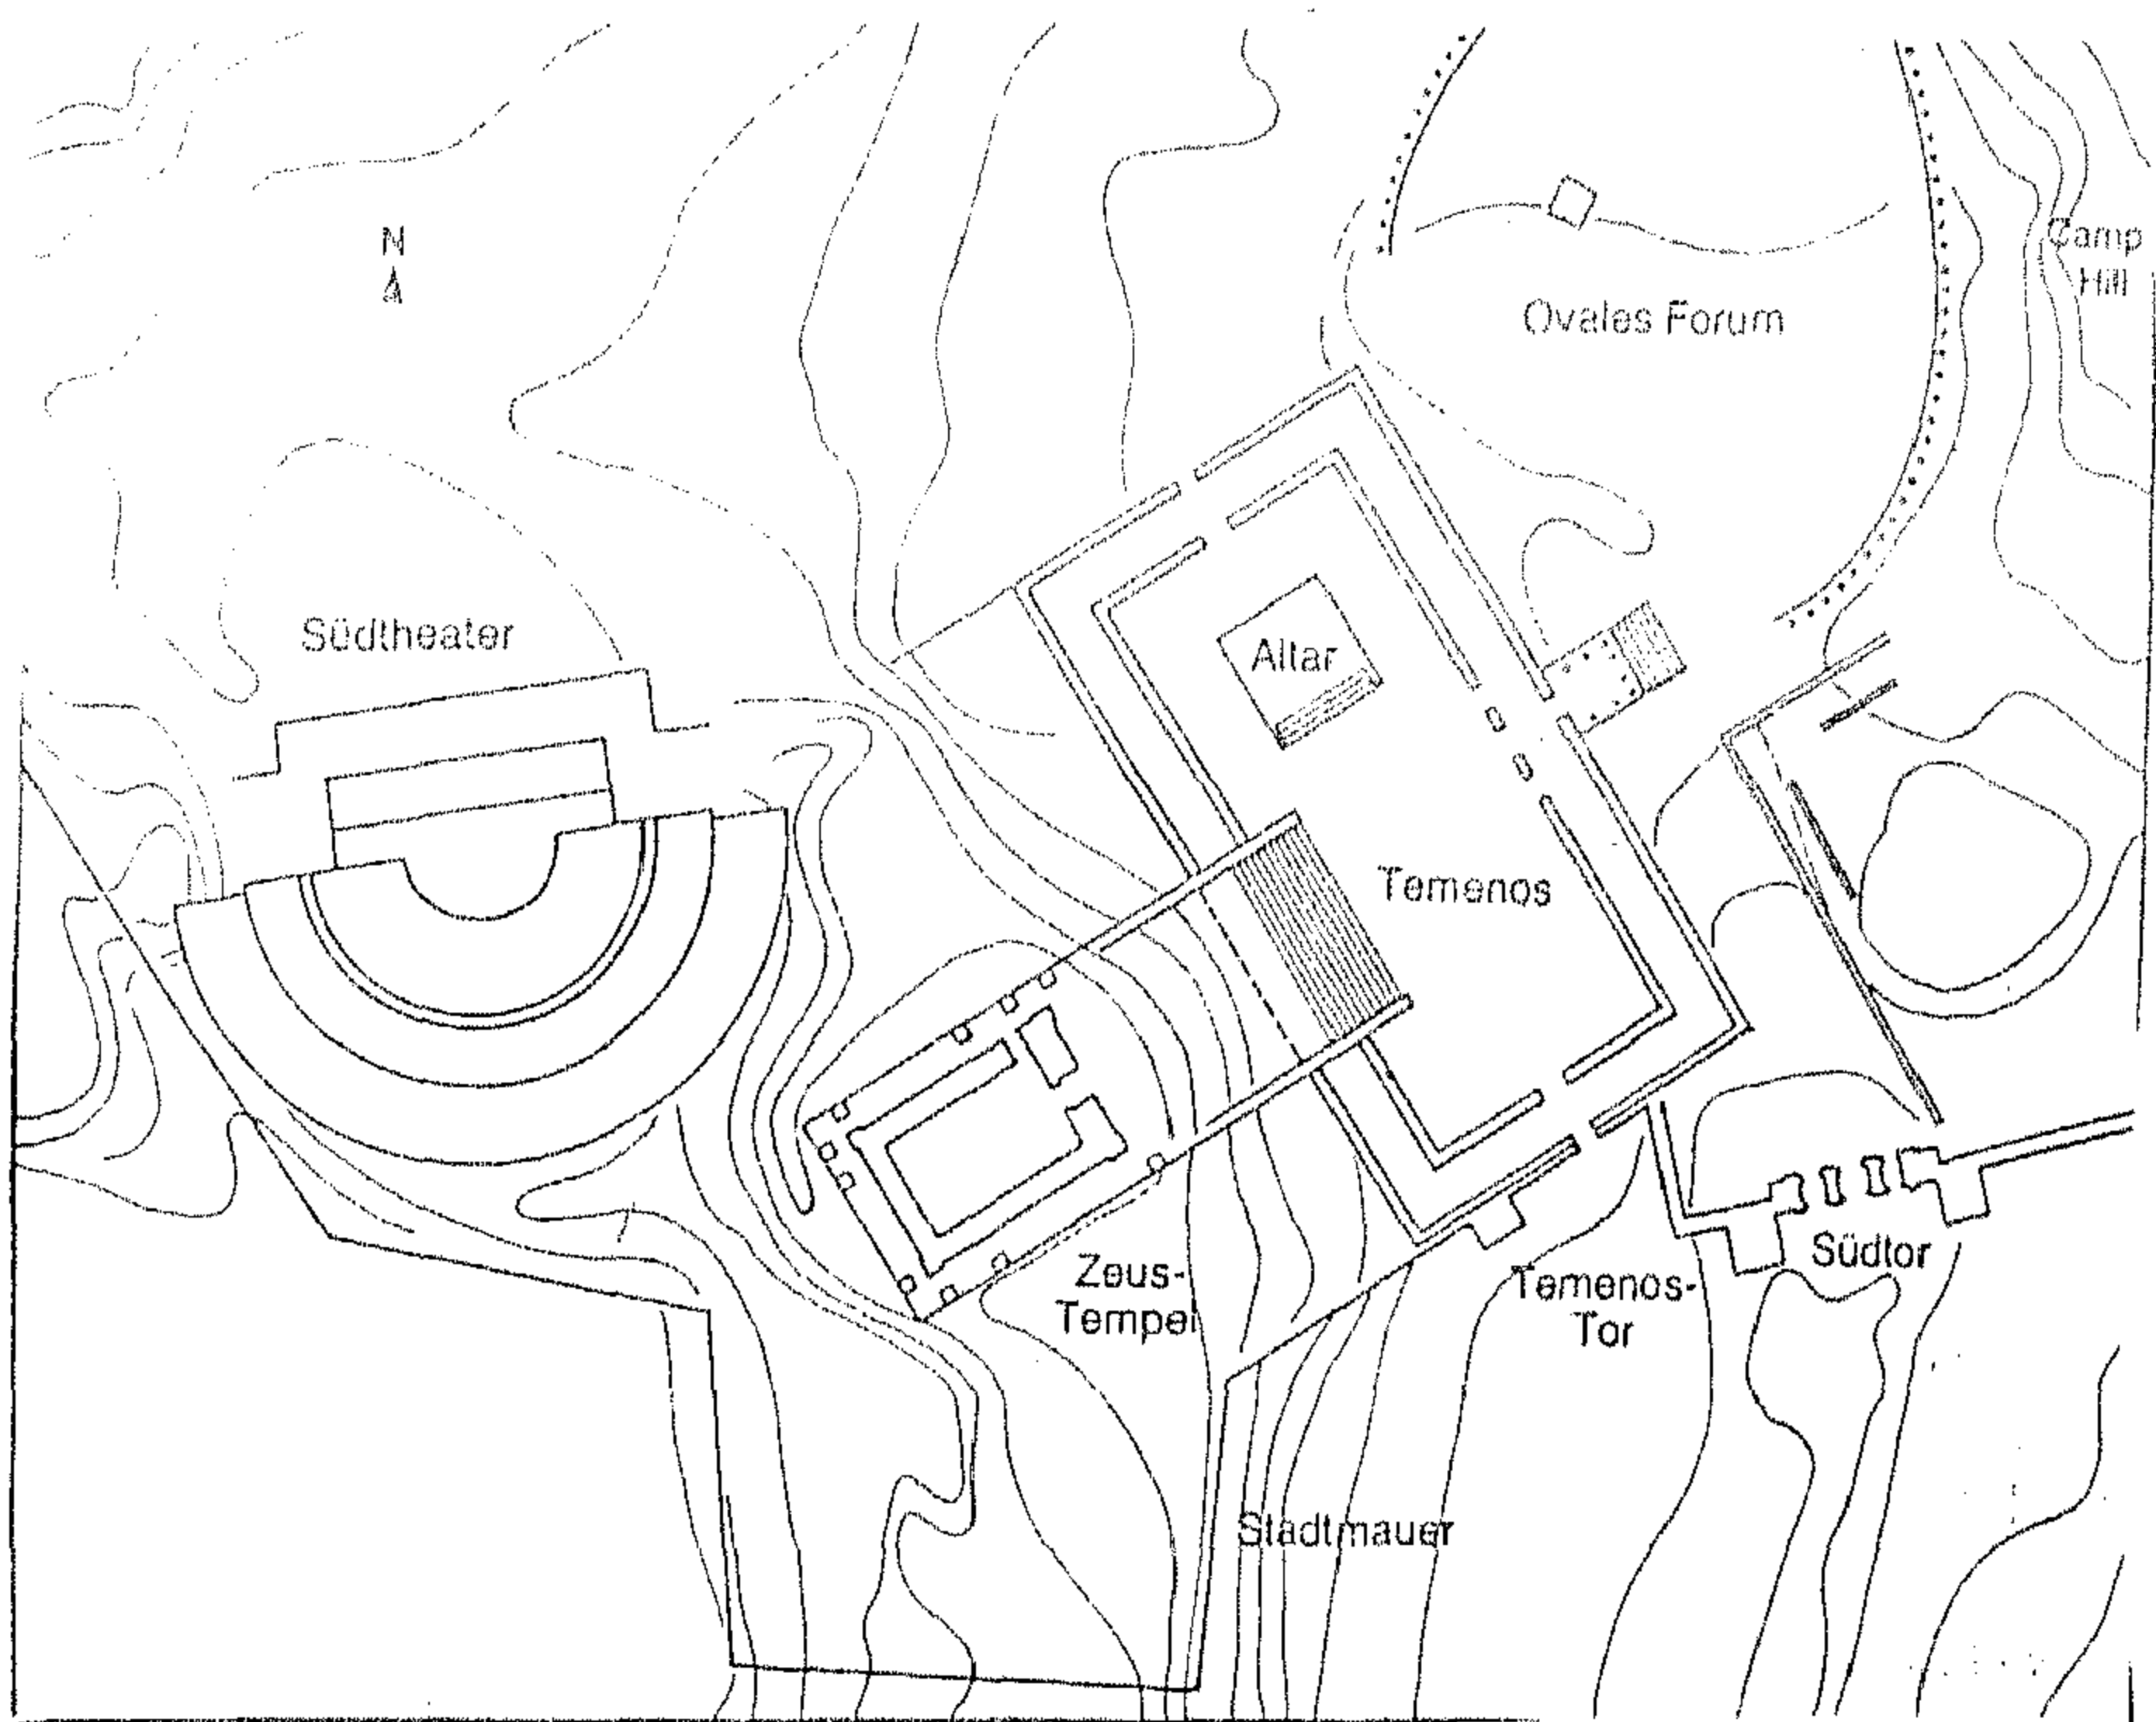 N
Camp
Hill
Ovales Forum
Südtheater
Altar
Temenos
Zeus-
Tempel
Temenos-
Tor
Südtor
Stadtmauer